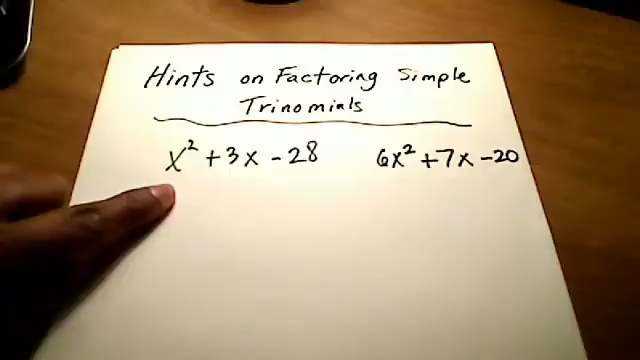 Hints on Factoring Simple
Trinomials
x² + 3x - 28 6x² + 7x - 20